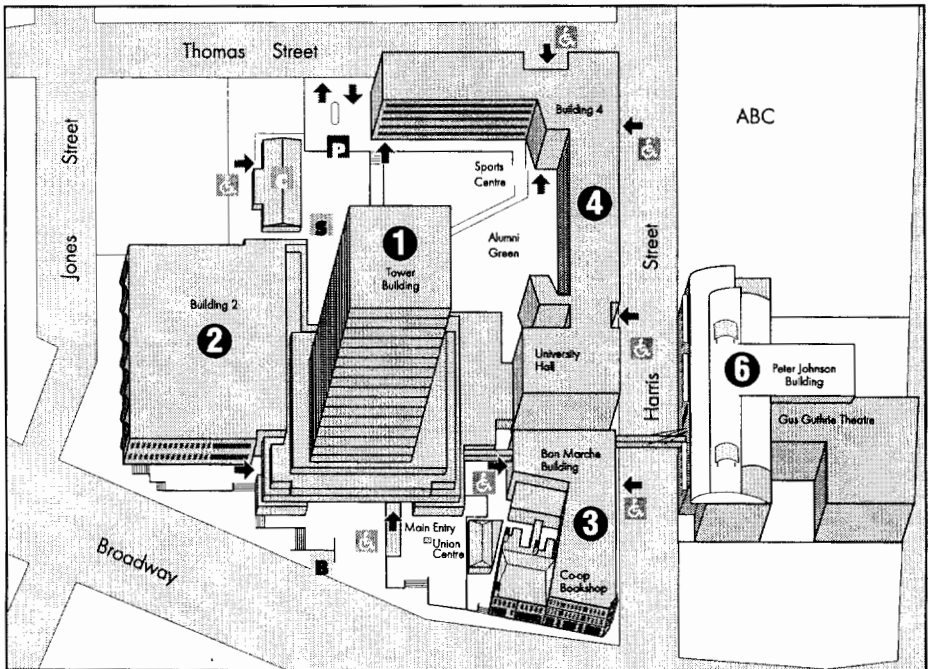 Thomas Street
Jones Street
Building 4
ABC
P
C
Sports
Centre
4
S
1
Tower
Building
Alumni
Green
Harris Street
Building 2
2
University
Hall
6
Peter Johnson
Building
Gus Guthrie Theatre
Bon Marche
Building
3
Main Entry
Union
Centre
Broadway
B
Co-op
Bookshop